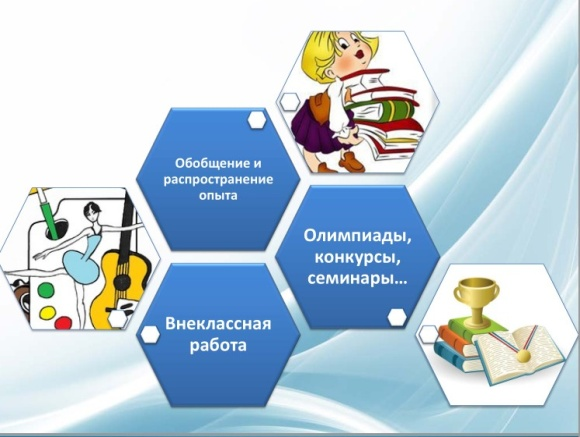 Обобщение и
распространение
опыта
Олимпиады,
конкурсы,
семинары...
Внеклассная
работа